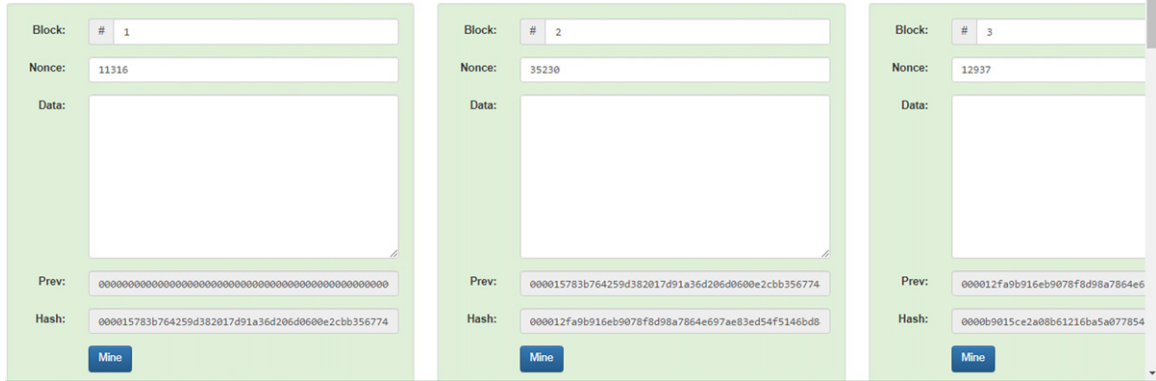 Block: # 1
Nonce: 11316
Data:
Prev: 0000000000000000000000000000000000000000000000000
Hash: 000015783b764259d382017d91a36d206d0600e2cbb356774
Mine
Block: # 2
Nonce: 35230
Data:
Prev: 000015783b764259d382017d91a36d206d0600e2cbb356774
Hash: 000012fa9b916eb9078f8d98a7864e697ae83ed54f5146bd8
Mine
Block: # 3
Nonce: 12937
Data:
Prev: 000012fa9b916eb9078f8d98a7864e6
Hash: 0000b9015ce2a08b61216ba5a077854
Mine